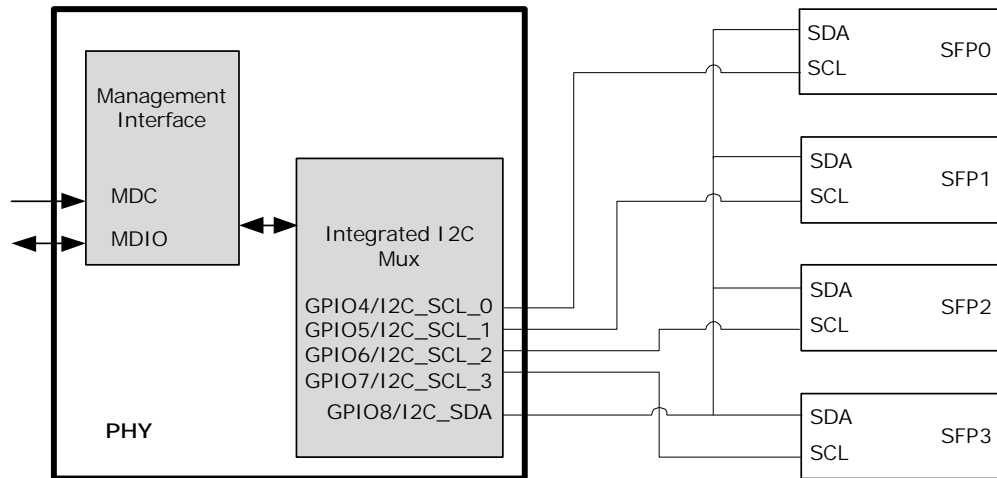 Management
Interface
MDC
MDIO
Integrated I2C
Mux
GPIO4/I2C_SCL_0
GPIO5/I2C_SCL_1
GPIO6/I2C_SCL_2
GPIO7/I2C_SCL_3
GPIO8/I2C_SDA
PHY
SDA
SCL
SFP0
SDA
SCL
SFP1
SDA
SCL
SFP2
SDA
SCL
SFP3